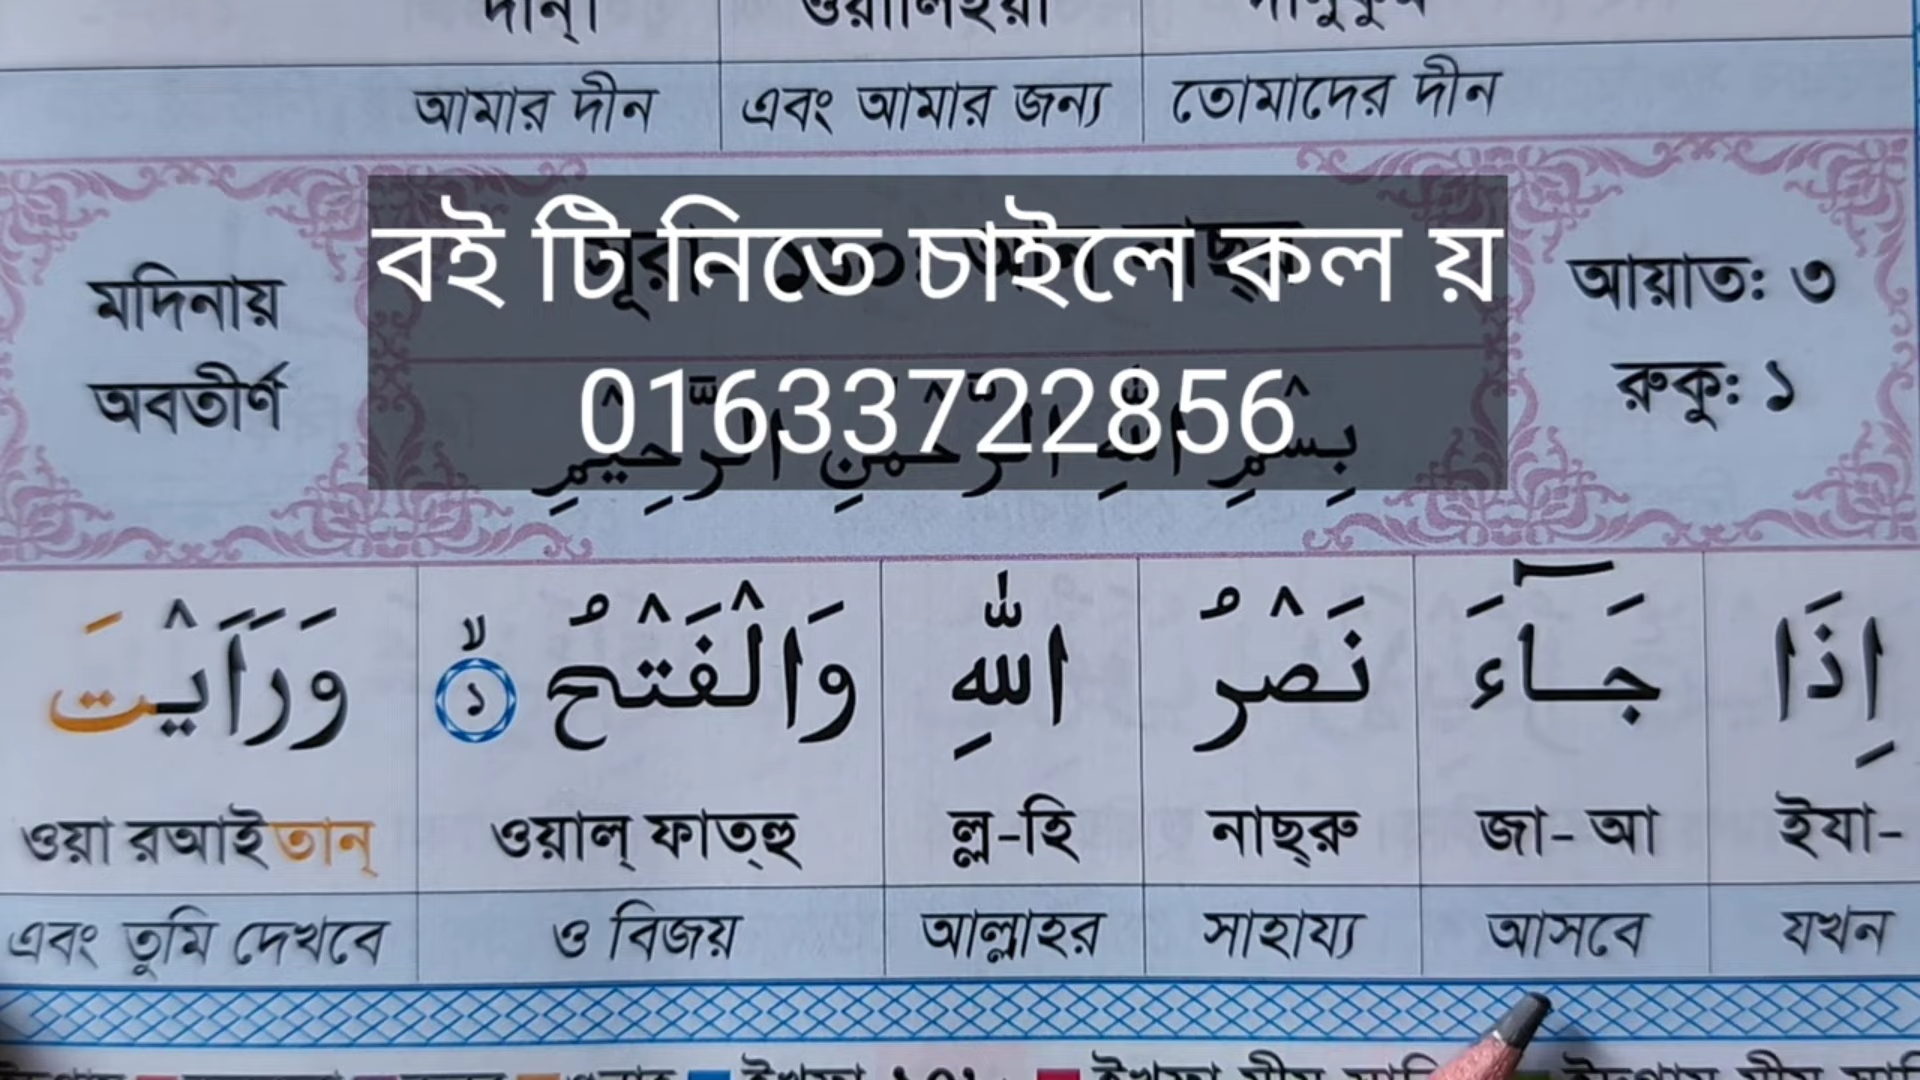 আমার দীন এবং আমার জন্য তোমাদের দীন
মদিনায়
অবতীর্ণ
বই টি নিতে চাইলে কল য়
01633722856
بِسْمِ اللّٰهِ الرَّحْمٰنِ الرَّحِيْمِ
আয়াত: ৩
রুকু: ১
اِذَا جَآءَ نَصْرُ اللّٰهِ وَالْفَتْحُ ۙ ١ وَرَاَيْتَ
ওয়া রআইতান্ ওয়াল্ ফাত্হু ল্ল-হি নাছ্রু জা-আ ইযা-
এবং তুমি দেখবে ও বিজয় আল্লাহর সাহায্য আসবে যখন